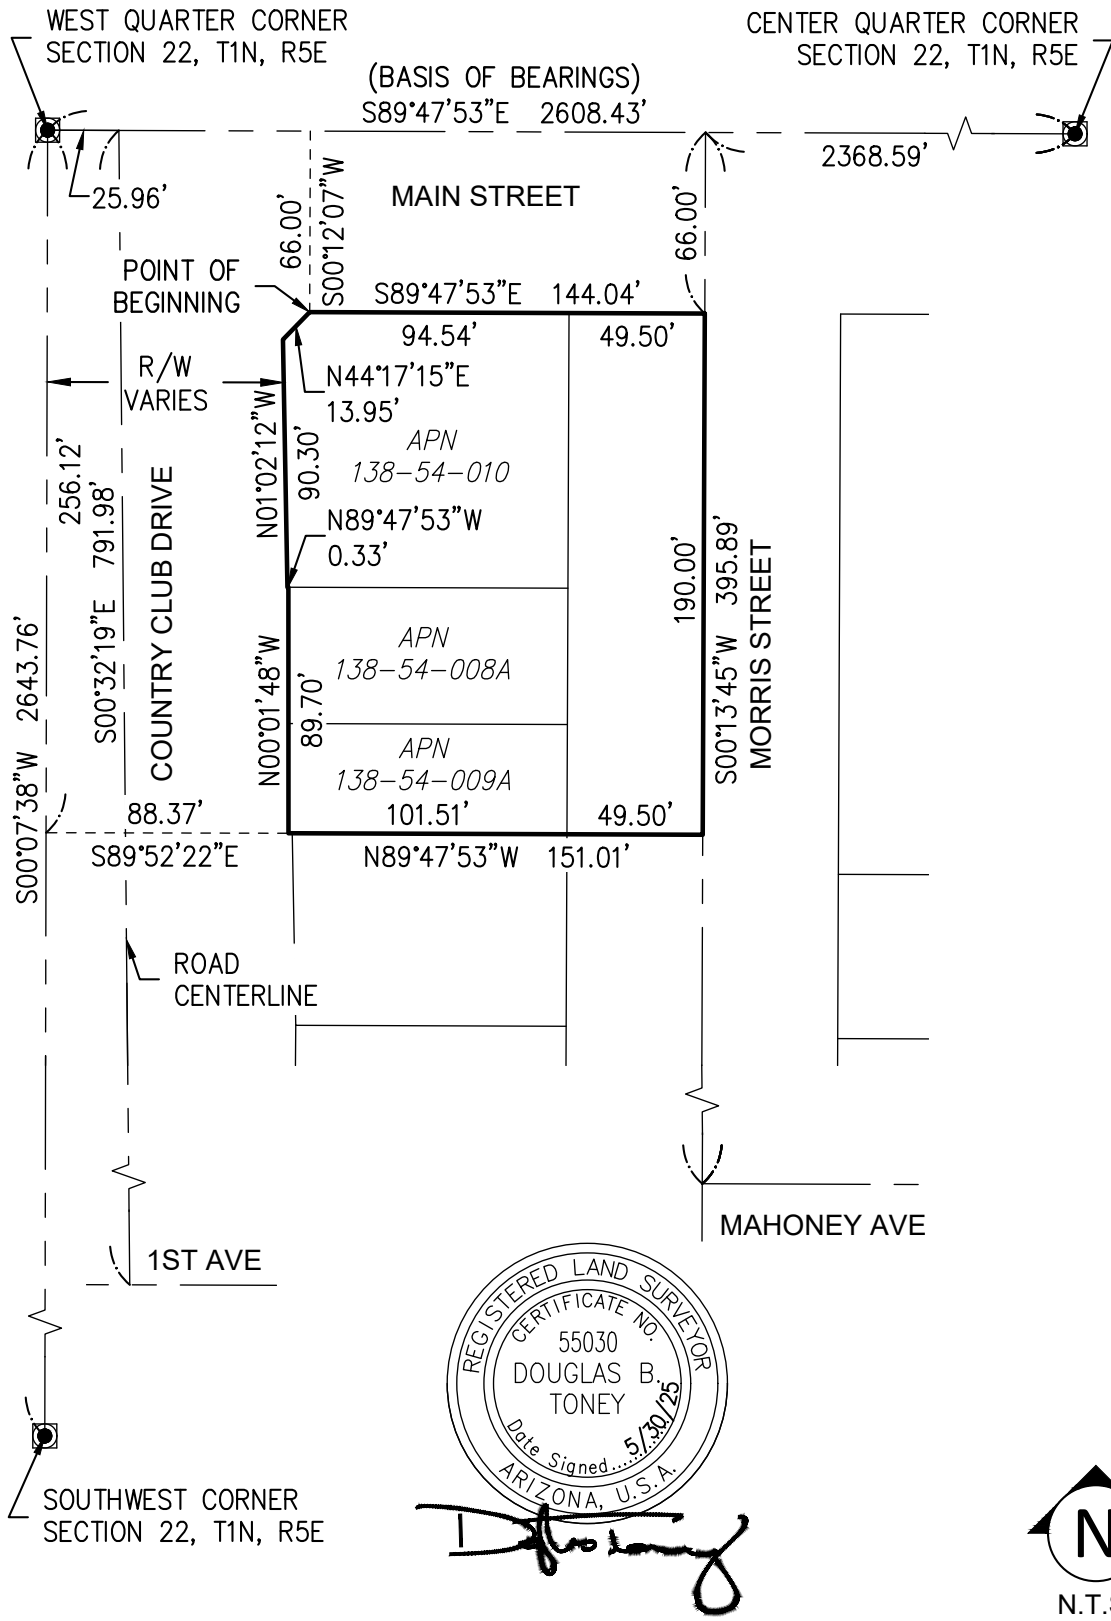 WEST QUARTER CORNER
SECTION 22, T1N, R5E
CENTER QUARTER CORNER
SECTION 22, T1N, R5E
(BASIS OF BEARINGS)
S89°47'53"E 2608.43'
2368.59'
25.96'
MAIN STREET
66.00'
S00°12'07"W
66.00'
POINT OF
BEGINNING
S89°47'53"E 144.04'
94.54'
49.50'
R/W
VARIES
N44°17'15"E
13.95'
N01°02'12"W
90.30'
APN
138-54-010
256.12'
S00°32'19"E 791.98'
COUNTRY CLUB DRIVE
N89°47'53"W
0.33'
190.00'
S00°13'45"W 395.89'
MORRIS STREET
APN
138-54-008A
S00°07'38"W 2643.76'
N00°01'48"W
89.70'
APN
138-54-009A
88.37'
101.51'
49.50'
S89°52'22"E
N89°47'53"W 151.01'
ROAD
CENTERLINE
MAHONEY AVE
1ST AVE
REGISTERED LAND SURVEYOR
CERTIFICATE NO.
55030
DOUGLAS B.
TONEY
Date Signed.....5/30/25
ARIZONA, U.S.A.
SOUTHWEST CORNER
SECTION 22, T1N, R5E
N